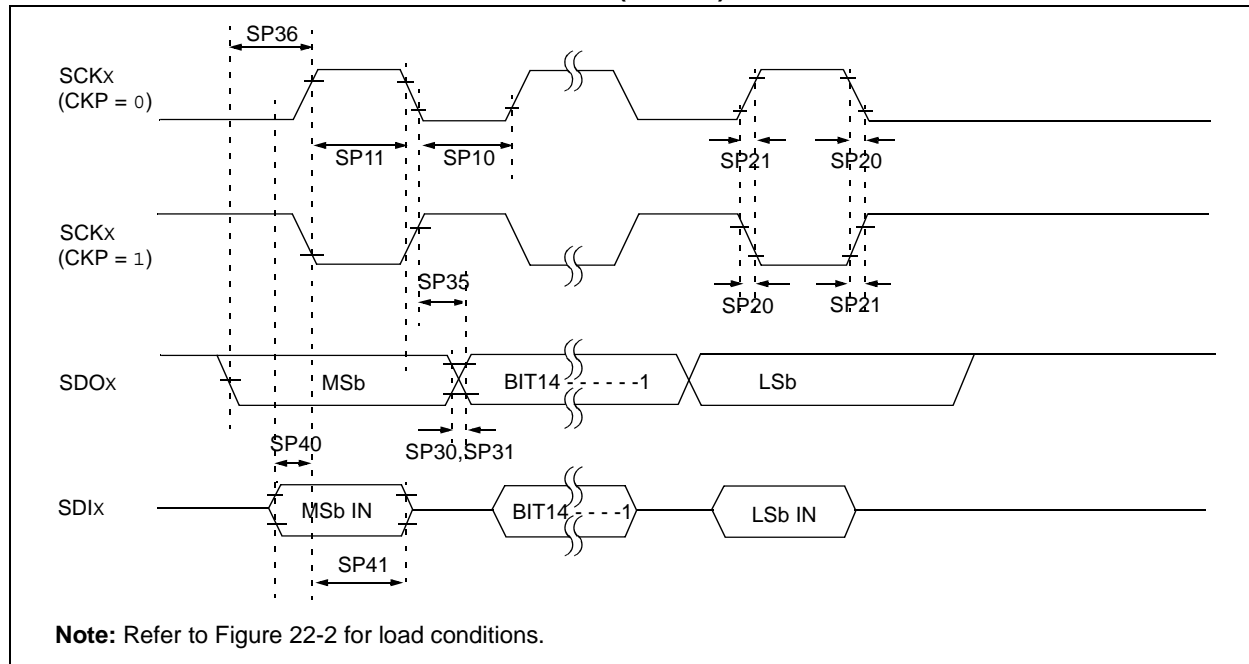 SP36
SCKX
(CKP = 0)
SP11
SP10
SP21
SP20
SCKX
(CKP = 1)
SP35
SP20
SP21
SDOX
MSb
BIT14 - - - - - -1
LSb
SP40
SP30,SP31
SDIX
MSb IN
BIT14 - - - - -1
LSb IN
SP41
Note: Refer to Figure 22-2 for load conditions.